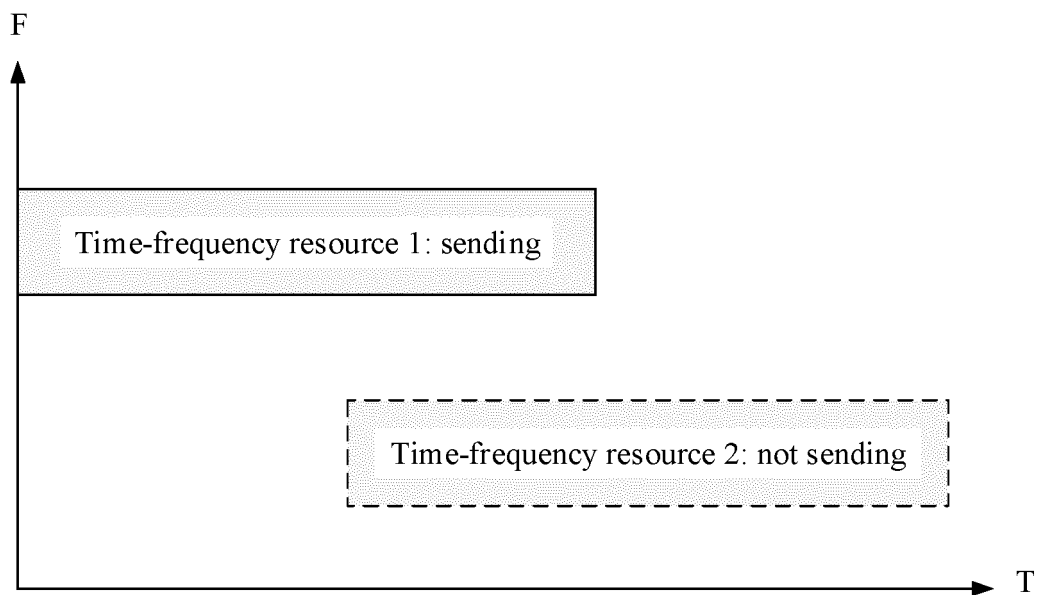 F
Time-frequency resource 1: sending
Time-frequency resource 2: not sending
T